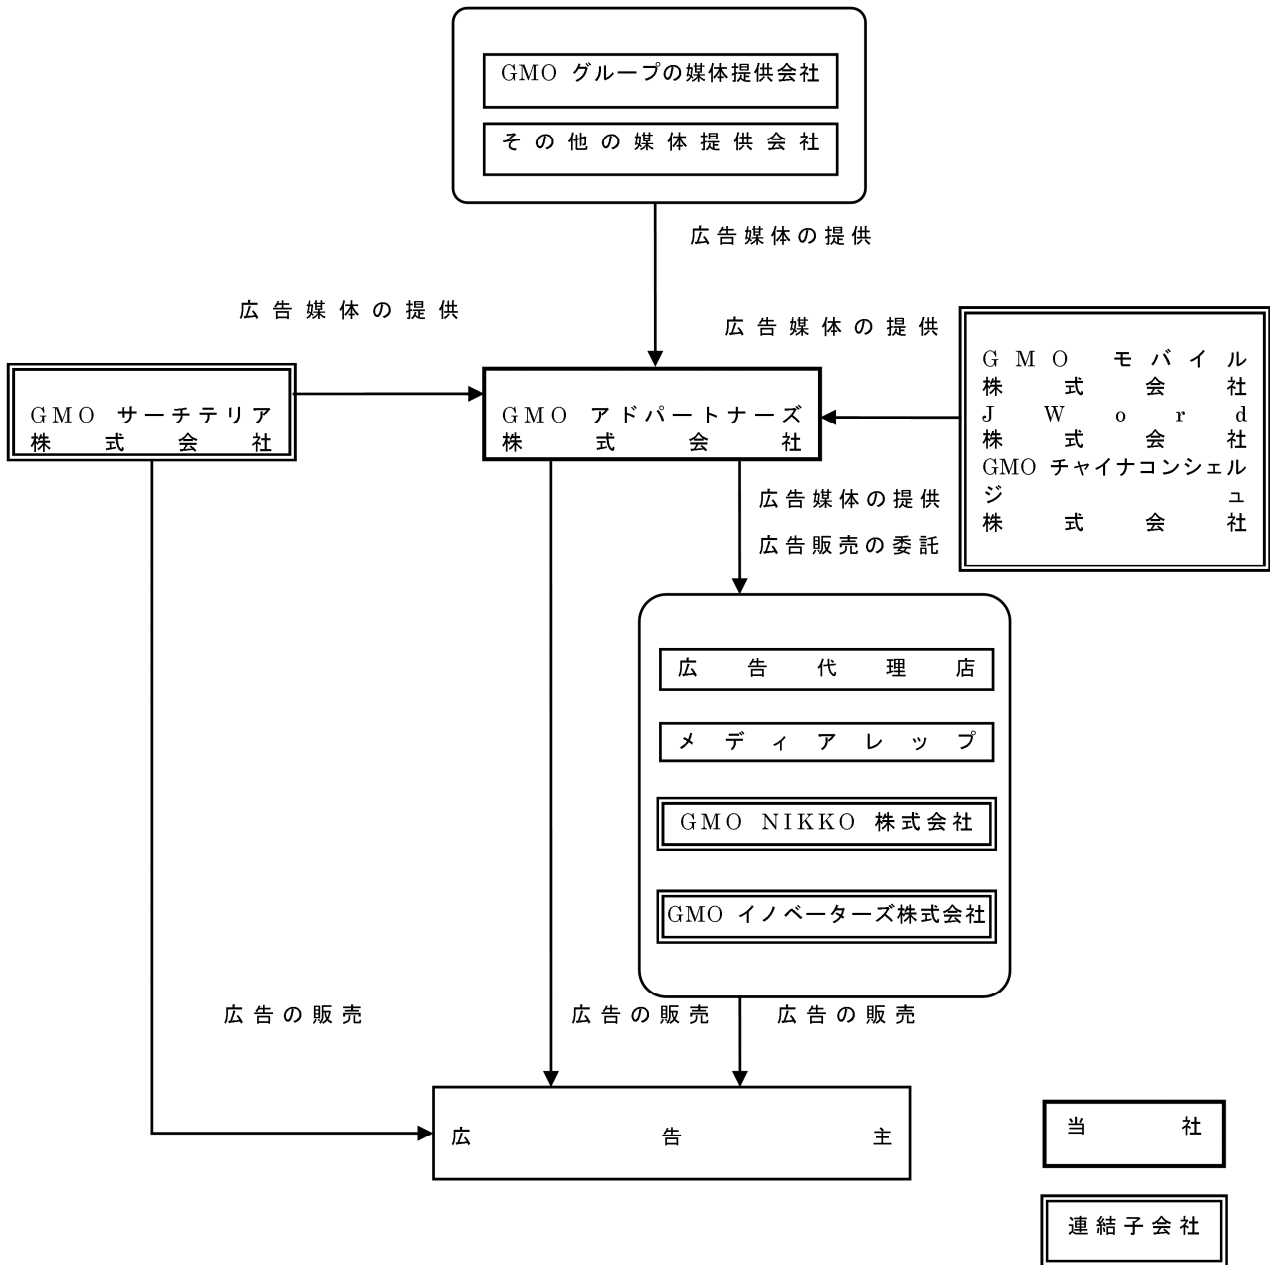 GMO グループの媒体提供会社
その他の媒体提供会社
広告媒体の提供
広告媒体の提供
広告媒体の提供
GMO サーチテリア
株式会社
GMO アドパートナーズ
株式会社
GMO モバイル
株式会社
JWord
株式会社
GMO チャイナコンシェル
ジュ
株式会社
広告媒体の提供
広告販売の委託
広告代理店
メディアレップ
GMO NIKKO 株式会社
GMO イノベーターズ株式会社
広告の販売
広告の販売
広告の販売
広告主
当社
連結子会社